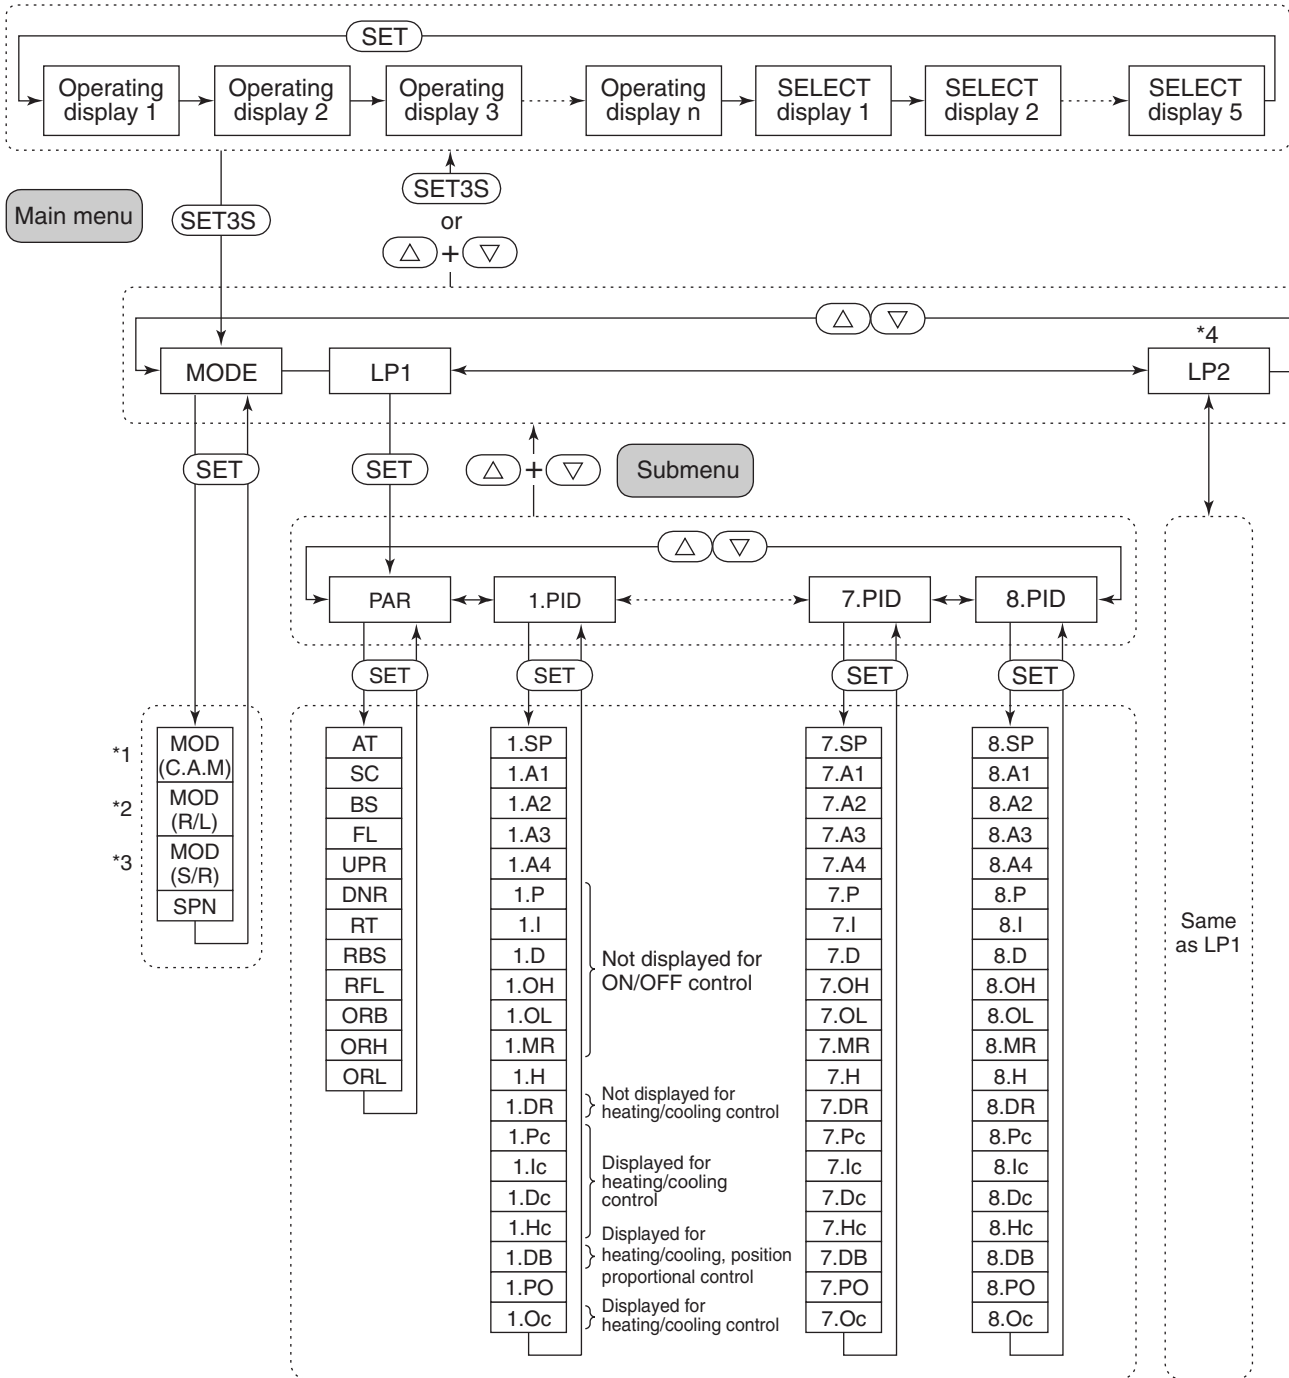 SET
Operating display 1
Operating display 2
Operating display 3
Operating display n
SELECT display 1
SELECT display 2
SELECT display 5
Main menu
SET3S
SET3S
or
△ + ▽
△ ▽
*4
MODE
LP1
LP2
SET
SET
△ + ▽
Submenu
△ ▽
PAR
1.PID
7.PID
8.PID
SET
SET
SET
SET
*1
MOD
(C.A.M)
*2
MOD
(R/L)
*3
MOD
(S/R)
SPN
AT
SC
BS
FL
UPR
DNR
RT
RBS
RFL
ORB
ORH
ORL
1.SP
1.A1
1.A2
1.A3
1.A4
1.P
1.I
1.D
1.OH
1.OL
1.MR
1.H
1.DR
1.Pc
1.Ic
1.Dc
1.Hc
1.DB
1.PO
1.Oc
Not displayed for
ON/OFF control
Not displayed for
heating/cooling control
Displayed for
heating/cooling
control
Displayed for
heating/cooling, position
proportional control
Displayed for
heating/cooling control
7.SP
7.A1
7.A2
7.A3
7.A4
7.P
7.I
7.D
7.OH
7.OL
7.MR
7.H
7.DR
7.Pc
7.Ic
7.Dc
7.Hc
7.DB
7.PO
7.Oc
8.SP
8.A1
8.A2
8.A3
8.A4
8.P
8.I
8.D
8.OH
8.OL
8.MR
8.H
8.DR
8.Pc
8.Ic
8.Dc
8.Hc
8.DB
8.PO
8.Oc
Same
as LP1